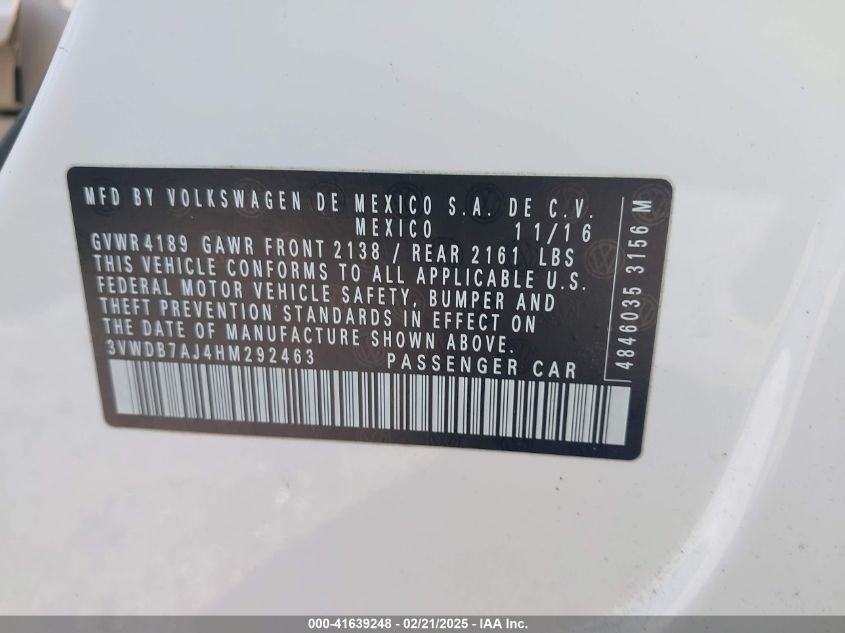 MFD BY VOLKSWAGEN DE MEXICO S.A. DE C.V.
MEXICO 11/16
GVWR 4189 GAWR FRONT 2138 / REAR 2161 LBS
THIS VEHICLE CONFORMS TO ALL APPLICABLE U.S.
FEDERAL MOTOR VEHICLE SAFETY, BUMPER AND
THEFT PREVENTION STANDARDS IN EFFECT ON
THE DATE OF MANUFACTURE SHOWN ABOVE.
3VWDB7AJ4HM292463 PASSENGER CAR
4846035 3156 M
000-41639248 - 02/21/2025 - IAA Inc.